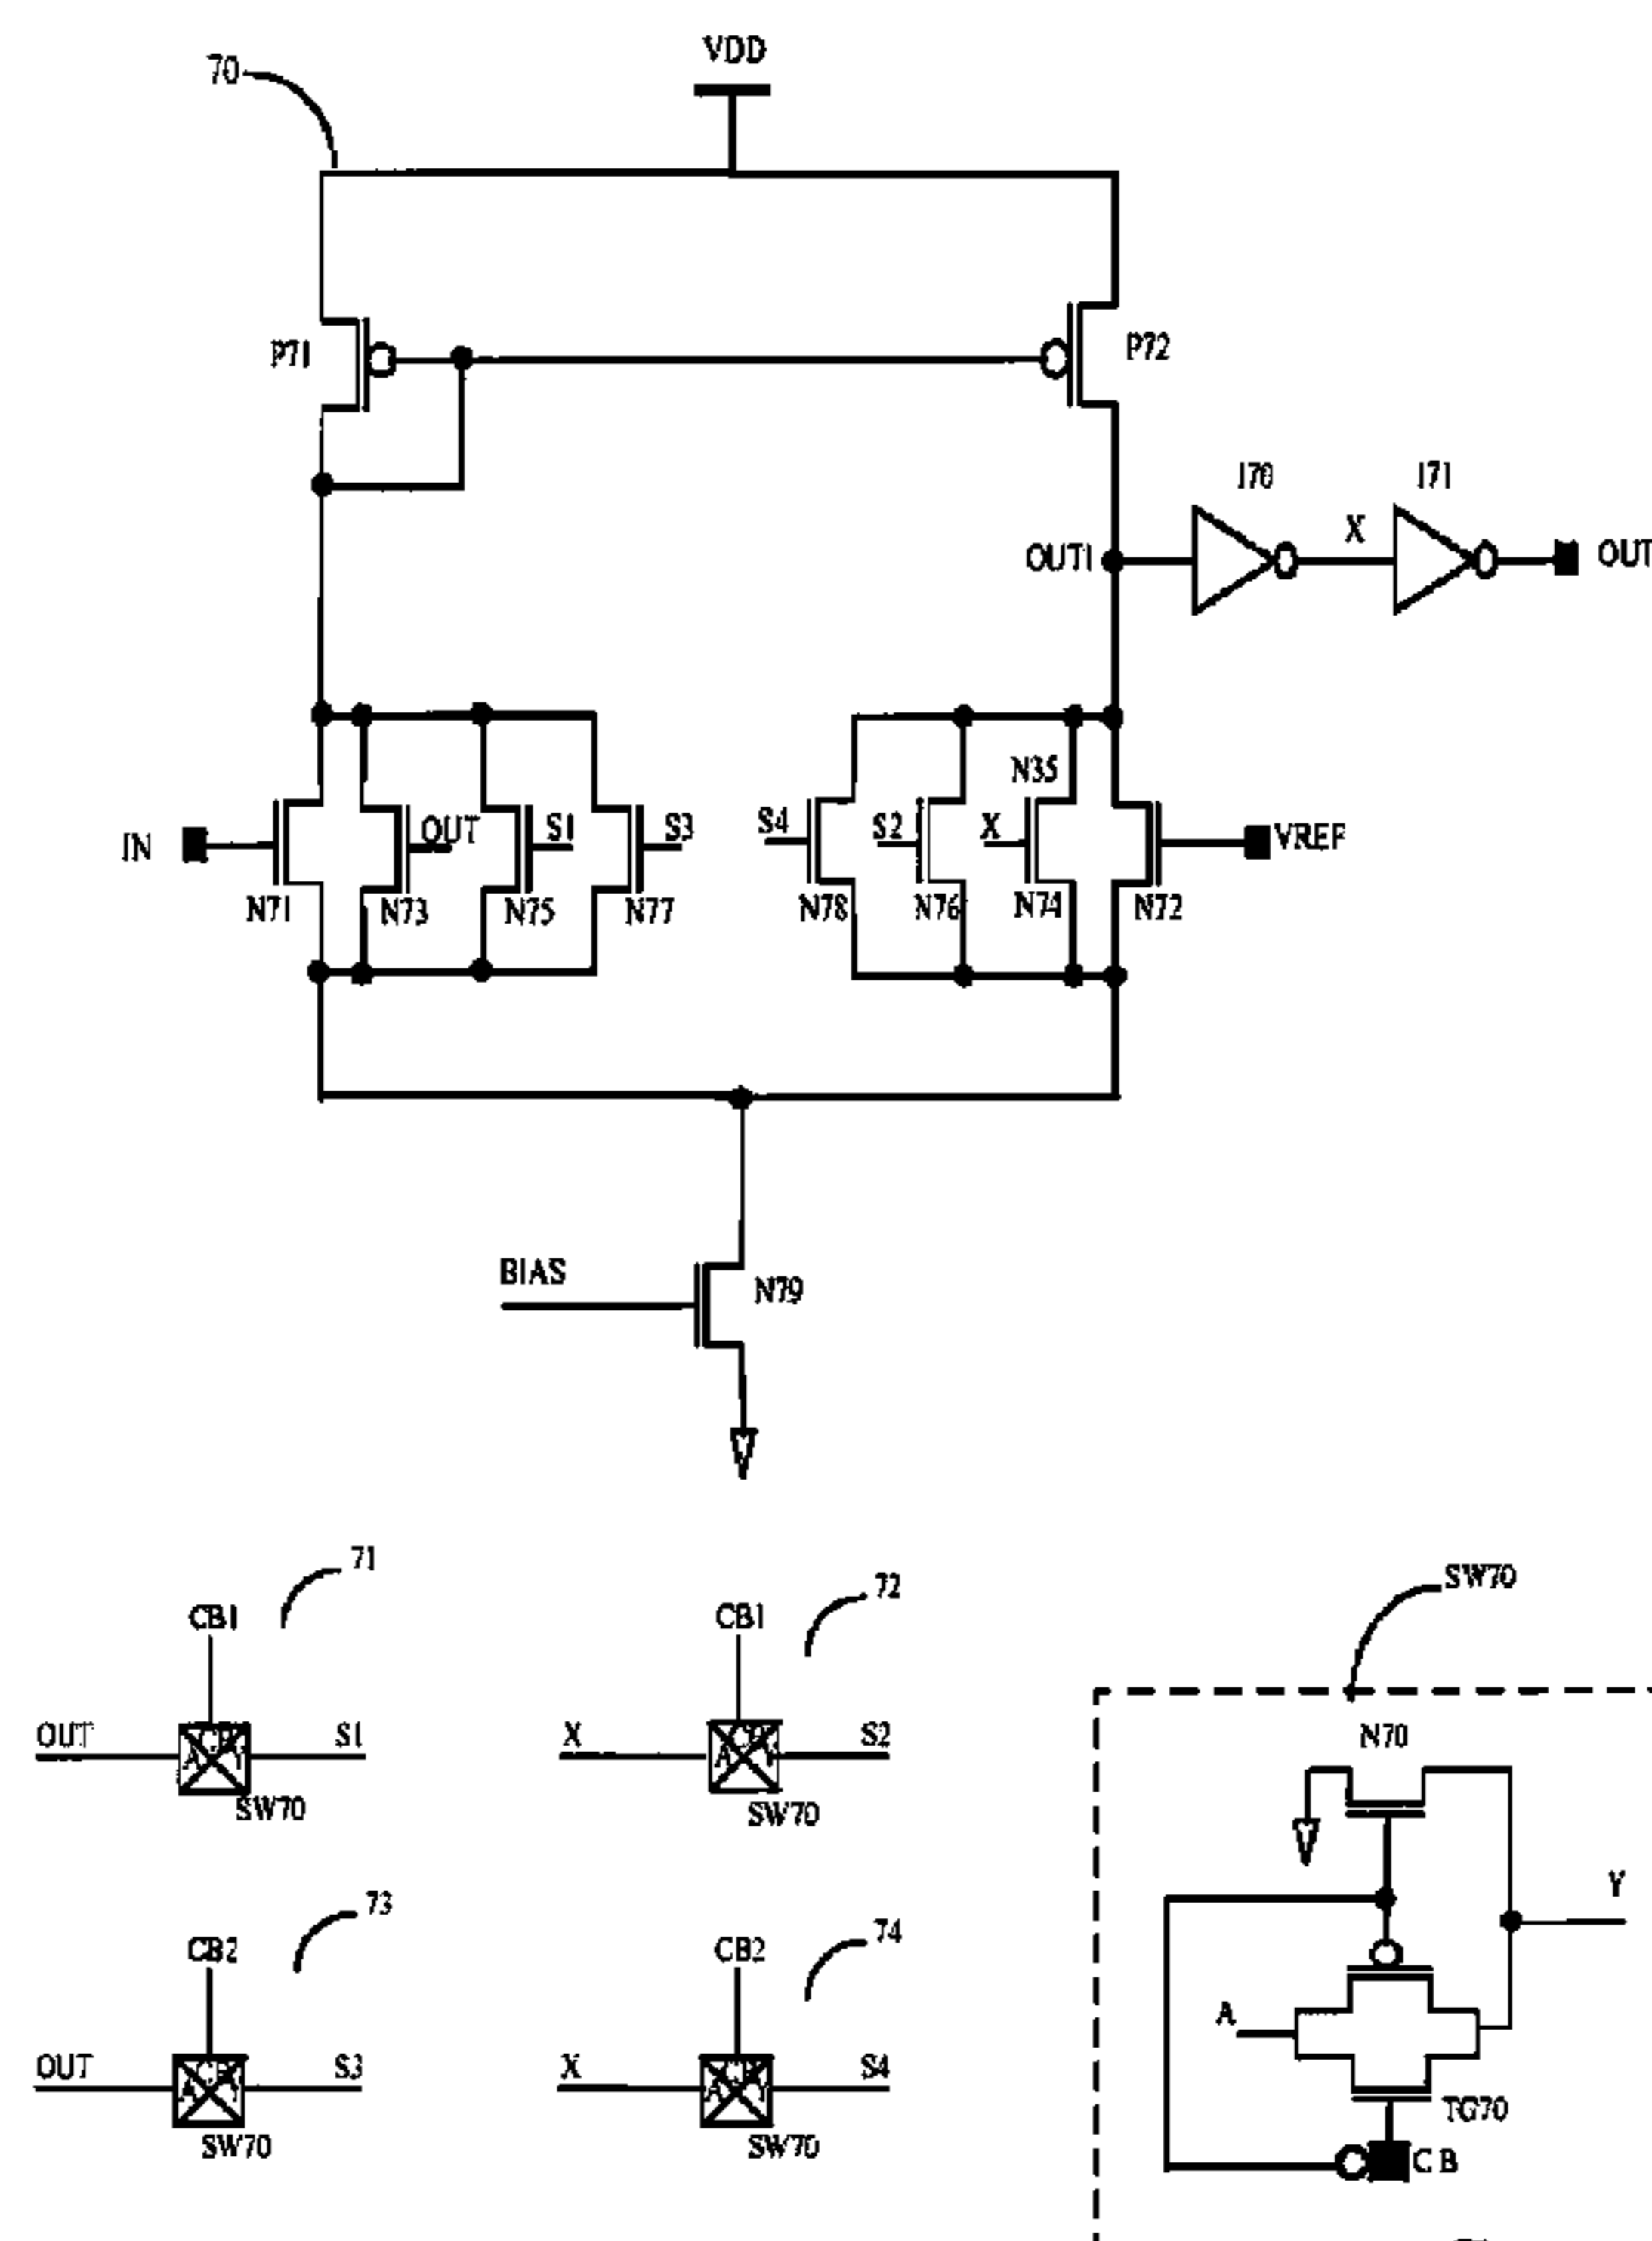 VDD
70
P71
P72
I70
I71
X
OUT1
OUT
N35
IN
OUT
S1
S3
S4
S2
X
VREF
N71
N73
N75
N77
N78
N76
N74
N72
BIAS
N79
71
72
SW70
CB1
CB1
N70
OUT
S1
X
S2
SW70
SW70
Y
73
74
CB2
CB2
A
OUT
S3
X
S4
TG70
SW70
SW70
CB